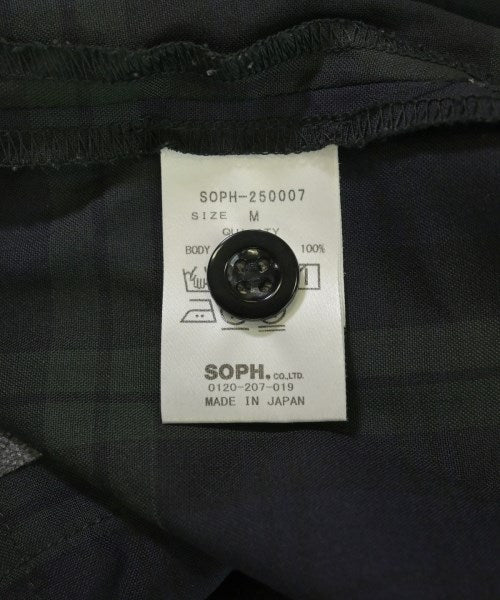 SOPH-250007
SIZE M
BODY 100%
SOPH. CO.,LTD.
0120-207-019
MADE IN JAPAN